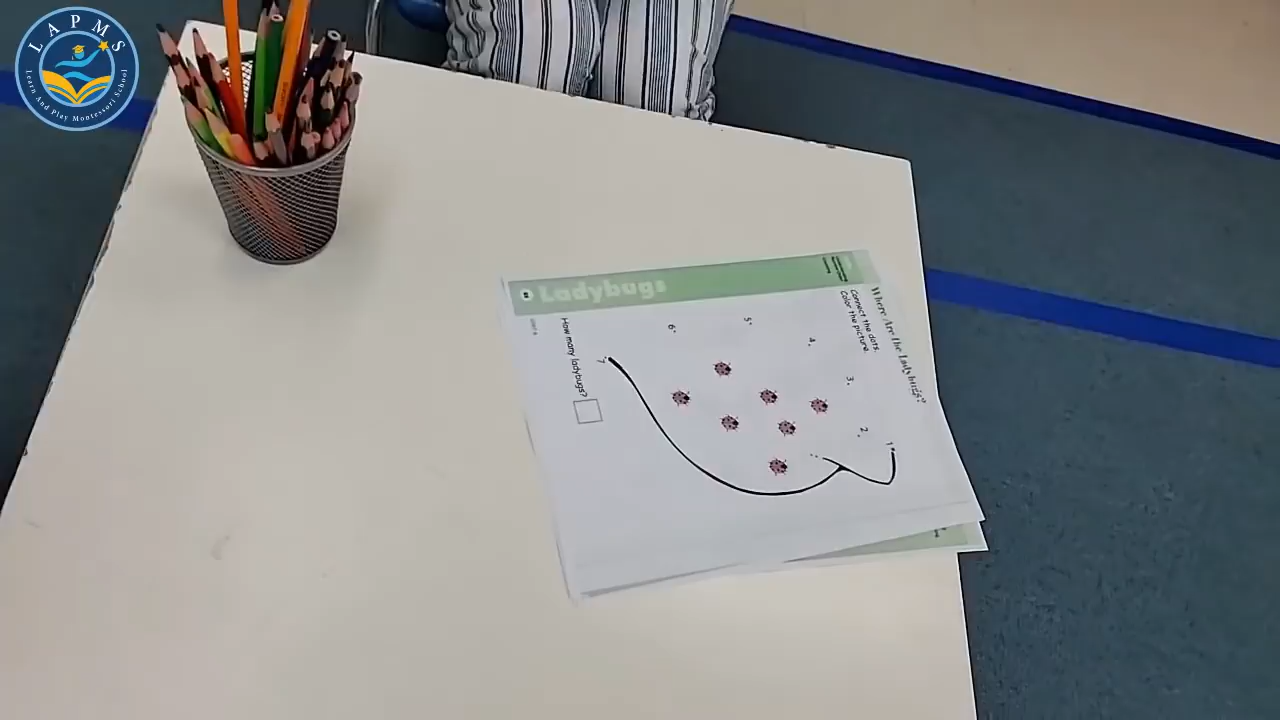 L A P M S
Learn And Play Montessori School
Ladybugs
Where Are the Ladybugs?
Connect the dots.
Color the picture.
1
2
3
4
5
6
7
How many ladybugs?